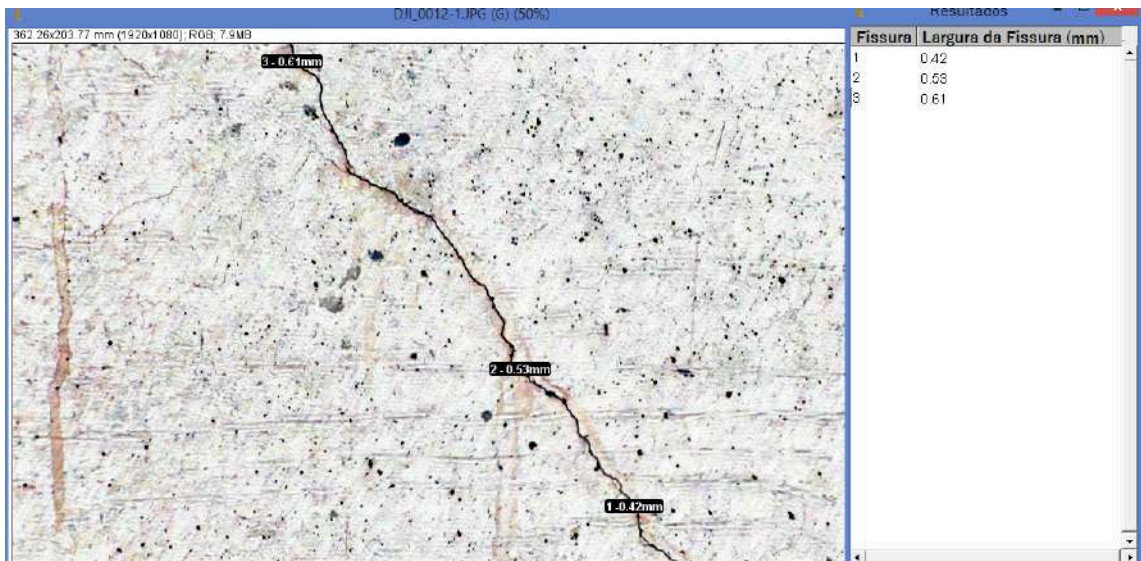 DJI_0012-1.JPG (G) (50%)
362.26x203.77 mm (1920x1080); RGB; 7.9MB
3 - 0.61mm
2 - 0.53mm
1 -0.42mm
Resultados
Fissura Largura da Fissura (mm)
1 0.42
2 0.53
3 0.61